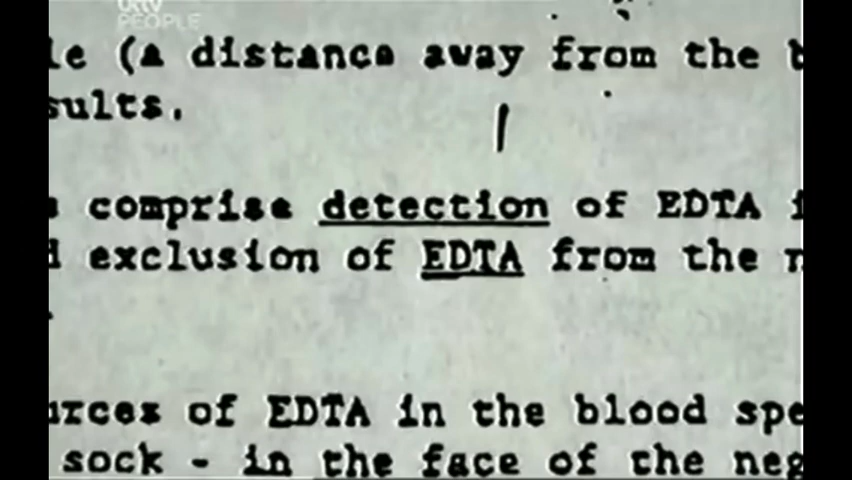 uktv
PEOPLE
le (a distance away from the b
sults.
comprise detection of EDTA i
d exclusion of EDTA from the n
urces of EDTA in the blood spe
sock - in the face of the neg